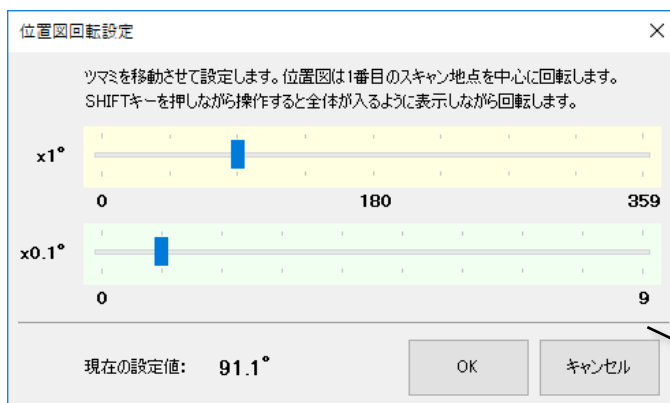 位置図回転設定
ツマミを移動させて設定します。位置図は1番目のスキャン地点を中心に回転します。
SHIFTキーを押しながら操作すると全体が入るように表示しながら回転します。
x1°
0 180 359
x0.1°
0 9
現在の設定値： 91.1° OK キャンセル